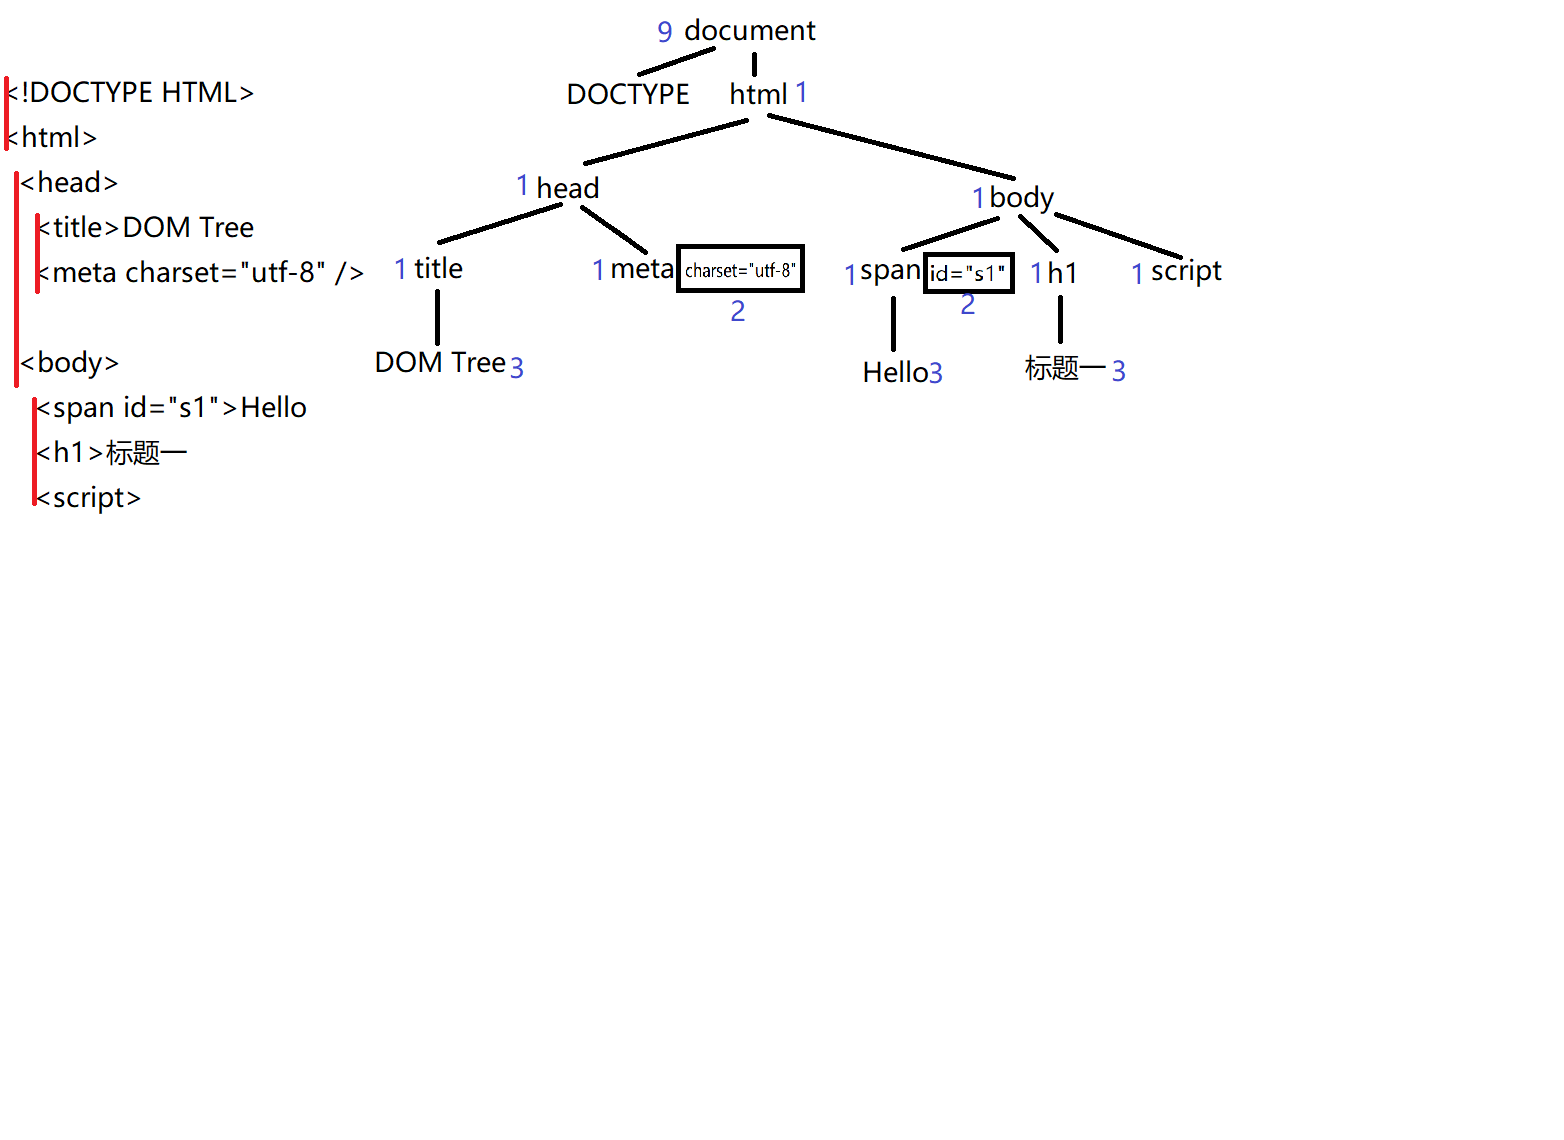 9 document
<!DOCTYPE HTML>
DOCTYPE html 1
<html>
<head>
1 head
1 body
<title>DOM Tree
<meta charset="utf-8" />
1 title
1 meta charset="utf-8"
2
1 span id="s1"
2
1 h1
1 script
<body>
DOM Tree 3
Hello 3
标题一 3
<span id="s1">Hello
<h1>标题一
<script>